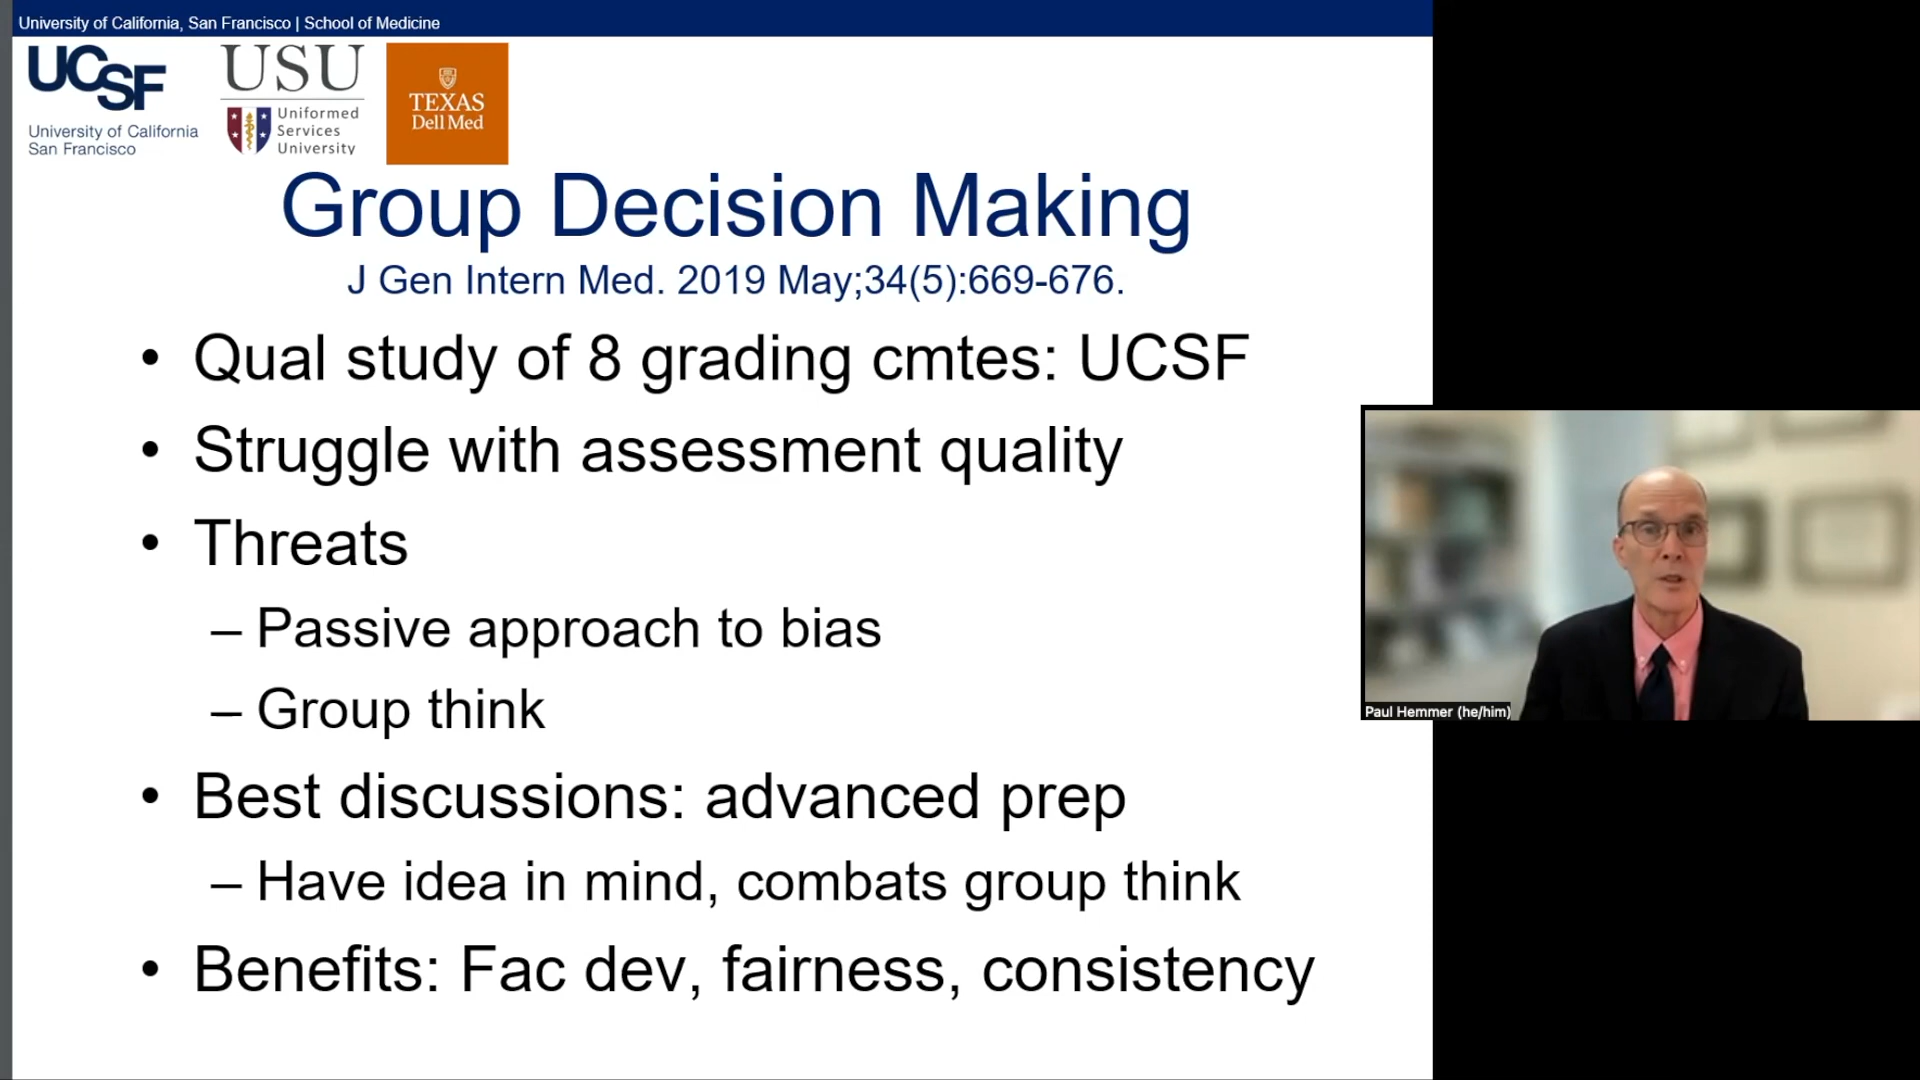 University of California, San Francisco | School of Medicine
UCSF
University of California
San Francisco
USU
Uniformed
Services
University
TEXAS
Dell Med
Group Decision Making
J Gen Intern Med. 2019 May;34(5):669-676.
• Qual study of 8 grading cmtes: UCSF
• Struggle with assessment quality
• Threats
– Passive approach to bias
– Group think
• Best discussions: advanced prep
– Have idea in mind, combats group think
• Benefits: Fac dev, fairness, consistency
Paul Hemmer (he/him)